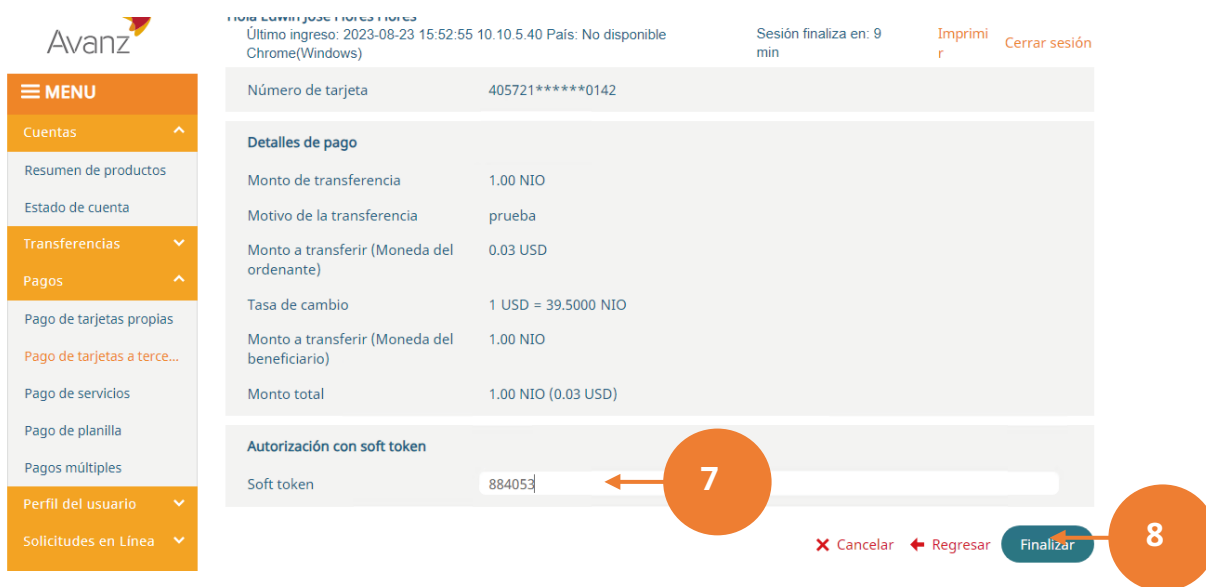 Avanz
Hola Edwin Jose Flores Flores
Último ingreso: 2023-08-23 15:52:55 10.10.5.40 País: No disponible
Chrome(Windows)
Sesión finaliza en: 9
min
Imprimi
r
Cerrar sesión
MENU
Cuentas
Resumen de productos
Estado de cuenta
Transferencias
Pagos
Pago de tarjetas propias
Pago de tarjetas a terce...
Pago de servicios
Pago de planilla
Pagos múltiples
Perfil del usuario
Solicitudes en Línea
Número de tarjeta 405721******0142
Detalles de pago
Monto de transferencia 1.00 NIO
Motivo de la transferencia prueba
Monto a transferir (Moneda del 0.03 USD
ordenante)
Tasa de cambio 1 USD = 39.5000 NIO
Monto a transferir (Moneda del 1.00 NIO
beneficiario)
Monto total 1.00 NIO (0.03 USD)
Autorización con soft token
Soft token 884053
7
Cancelar Regresar Finalizar
8